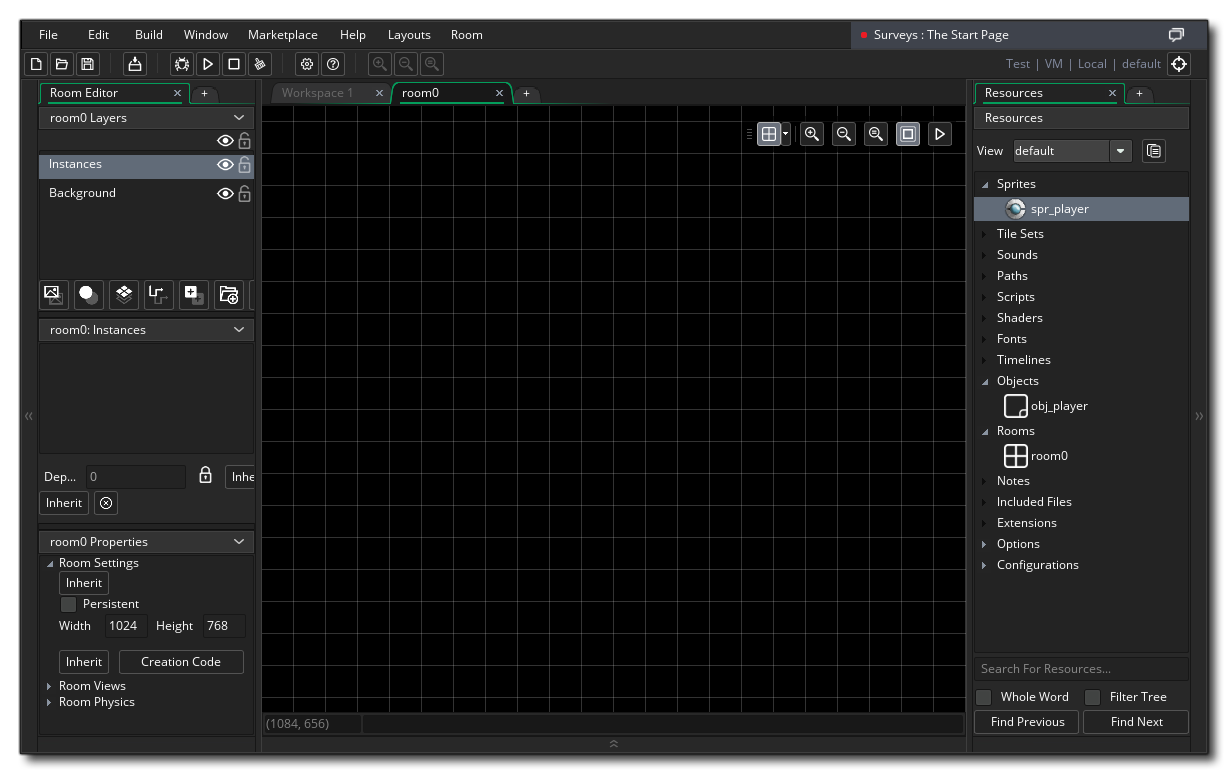 File Edit Build Window Marketplace Help Layouts Room
Surveys : The Start Page
Test | VM | Local | default
Room Editor
room0 Layers
Instances
Background
room0: Instances
Dep... 0 Inhe
Inherit
room0 Properties
Room Settings
Inherit
Persistent
Width 1024 Height 768
Inherit Creation Code
Room Views
Room Physics
Workspace 1 room0
(1084, 656)
Resources
Resources
View default
Sprites
spr_player
Tile Sets
Sounds
Paths
Scripts
Shaders
Fonts
Timelines
Objects
obj_player
Rooms
room0
Notes
Included Files
Extensions
Options
Configurations
Search For Resources...
Whole Word Filter Tree
Find Previous Find Next